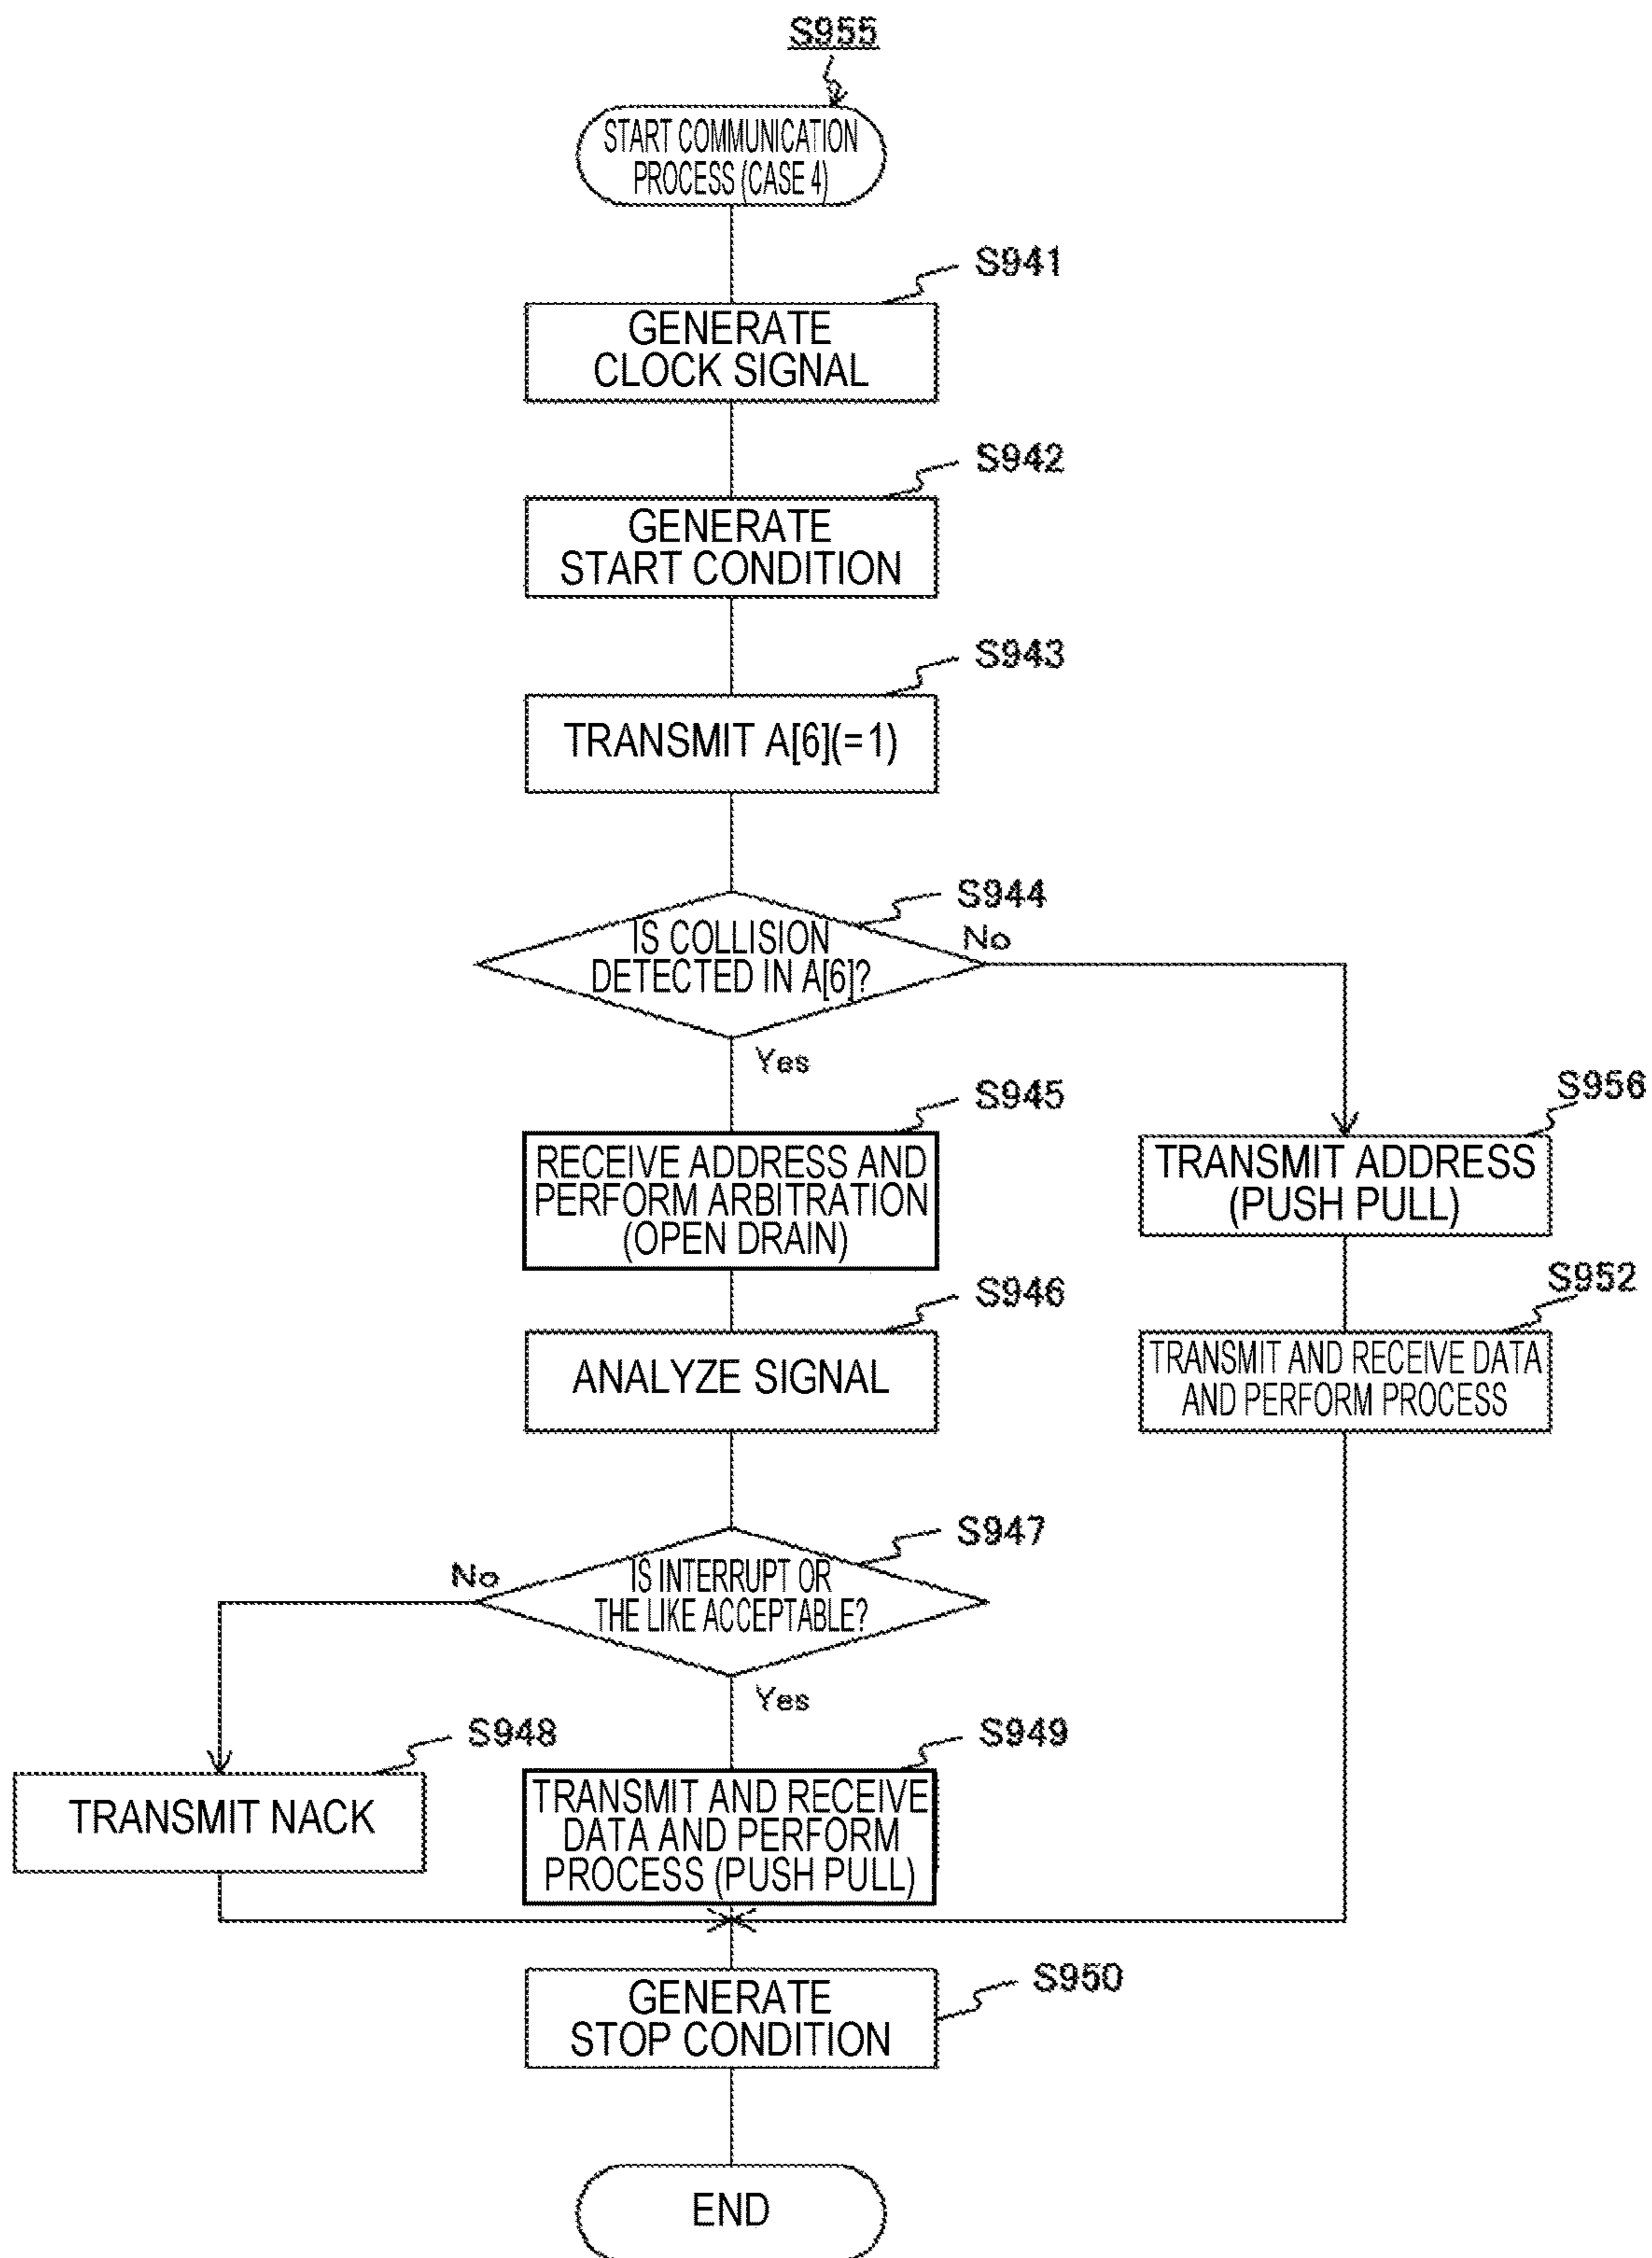 S955
START COMMUNICATION
PROCESS (CASE 4)
S941
GENERATE
CLOCK SIGNAL
S942
GENERATE
START CONDITION
S943
TRANSMIT A[6](=1)
S944
IS COLLISION
DETECTED IN A[6]?
No
Yes
S945
RECEIVE ADDRESS AND
PERFORM ARBITRATION
(OPEN DRAIN)
S956
TRANSMIT ADDRESS
(PUSH PULL)
S946
ANALYZE SIGNAL
S952
TRANSMIT AND RECEIVE DATA
AND PERFORM PROCESS
S947
IS INTERRUPT OR
THE LIKE ACCEPTABLE?
No
Yes
S948
TRANSMIT NACK
S949
TRANSMIT AND RECEIVE
DATA AND PERFORM
PROCESS (PUSH PULL)
S950
GENERATE
STOP CONDITION
END